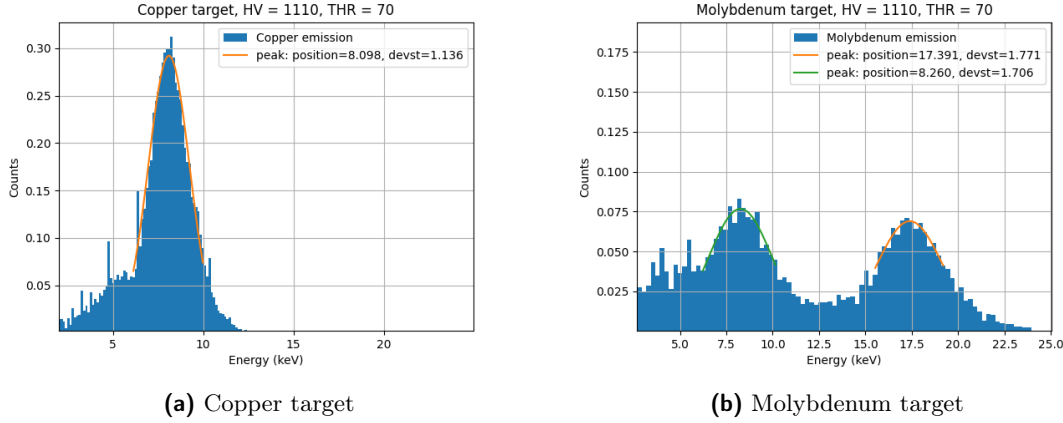 Copper target, HV = 1110, THR = 70
Copper emission
peak: position=8.098, devst=1.136
0.30
0.25
0.20
0.15
0.10
0.05
Counts
5
10
15
20
Energy (keV)
(a) Copper target
Molybdenum target, HV = 1110, THR = 70
Molybdenum emission
peak: position=17.391, devst=1.771
peak: position=8.260, devst=1.706
0.175
0.150
0.125
0.100
0.075
0.050
0.025
Counts
5.0
7.5
10.0
12.5
15.0
17.5
20.0
22.5
25.0
Energy (keV)
(b) Molybdenum target